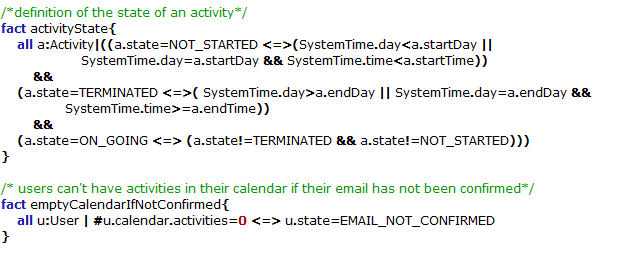 /*definition of the state of an activity*/
fact activityState{
all a:Activity|((a.state=NOT_STARTED <=>(SystemTime.day<a.startDay ||
SystemTime.day=a.startDay && SystemTime.time<a.startTime))
&&
(a.state=TERMINATED <=>( SystemTime.day>a.endDay || SystemTime.day=a.endDay &&
SystemTime.time>=a.endTime))
&&
(a.state=ON_GOING <=> (a.state!=TERMINATED && a.state!=NOT_STARTED)))
}
/* users can't have activities in their calendar if their email has not been confirmed*/
fact emptyCalendarIfNotConfirmed{
all u:User | #u.calendar.activities=0 <=> u.state=EMAIL_NOT_CONFIRMED
}